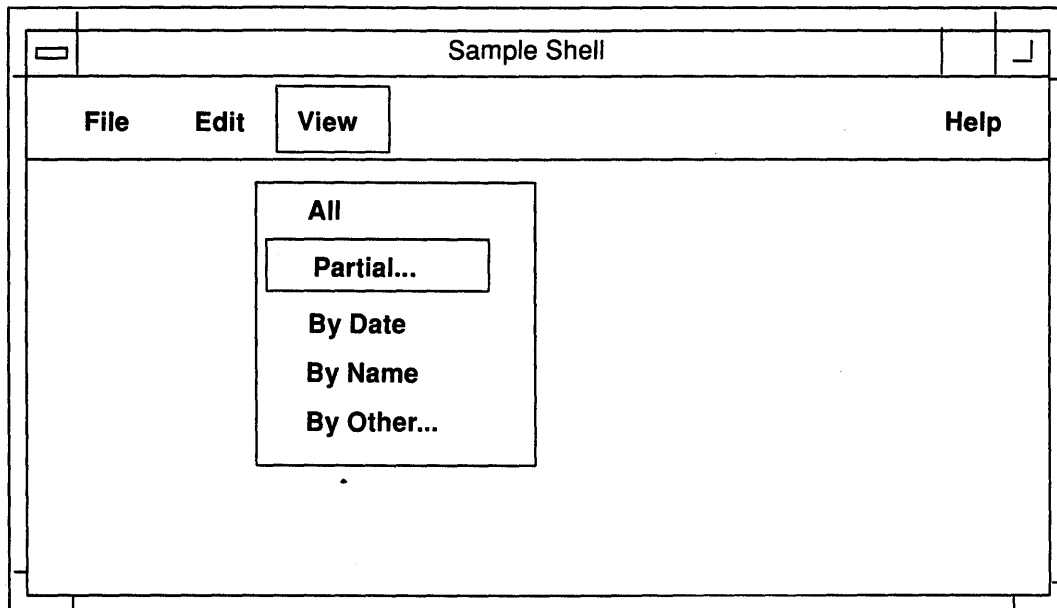 Sample Shell
File Edit View Help
All
Partial...
By Date
By Name
By Other...